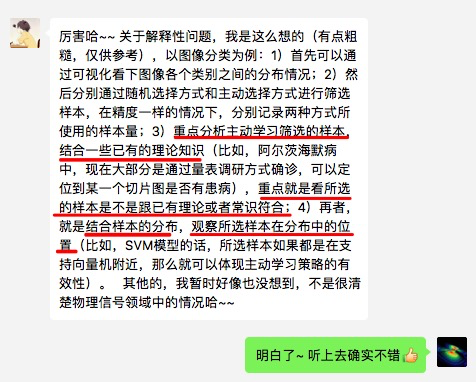 厉害哈~~ 关于解释性问题，我是这么想的（有点粗
糙，仅供参考），以图像分类为例：1）首先可以通
过可视化看下图像各个类别之间的分布情况；2）然
后分别通过随机选择方式和主动选择方式进行筛选
样本，在精度一样的情况下，分别记录两种方式所
使用的样本量；3）重点分析主动学习筛选的样本，
结合一些已有的理论知识（比如，阿尔茨海默病
中，现在大部分是通过量表调研方式确诊，可以定
位到某一个切片图是否有患病），重点就是看所选
的样本是不是跟已有理论或者常识符合；4）再者，
就是结合样本的分布，观察所选样本在分布中的位
置（比如，SVM模型的话，所选样本如果都是在支
持向量机附近，那么就可以体现主动学习策略的有
效性）。 其他的，我暂时好像也没想到，不是很清
楚物理信号领域中的情况哈~~
明白了~ 听上去确实不错👍